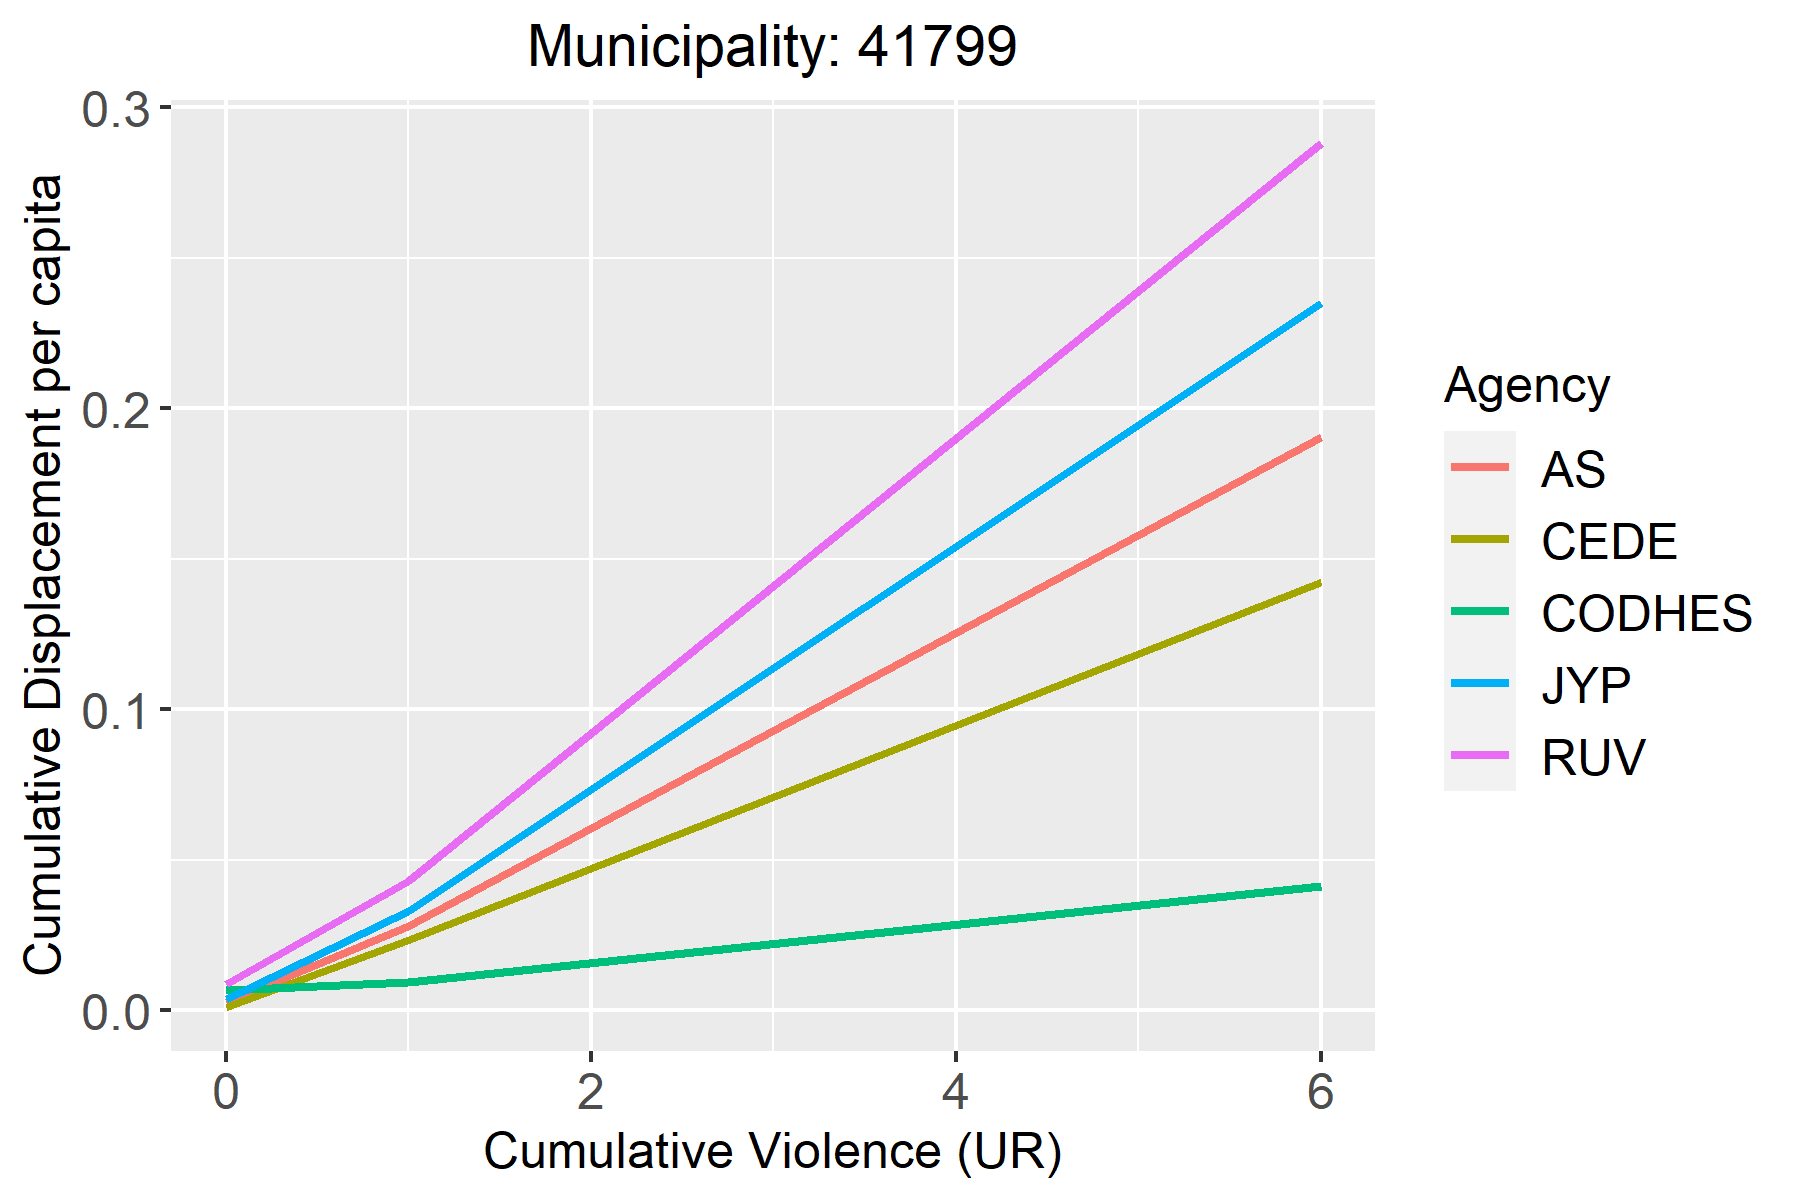 Municipality: 41799
Cumulative Displacement per capita
0.3
0.2
0.1
0.0
0
2
4
6
Cumulative Violence (UR)
Agency
AS
CEDE
CODHES
JYP
RUV